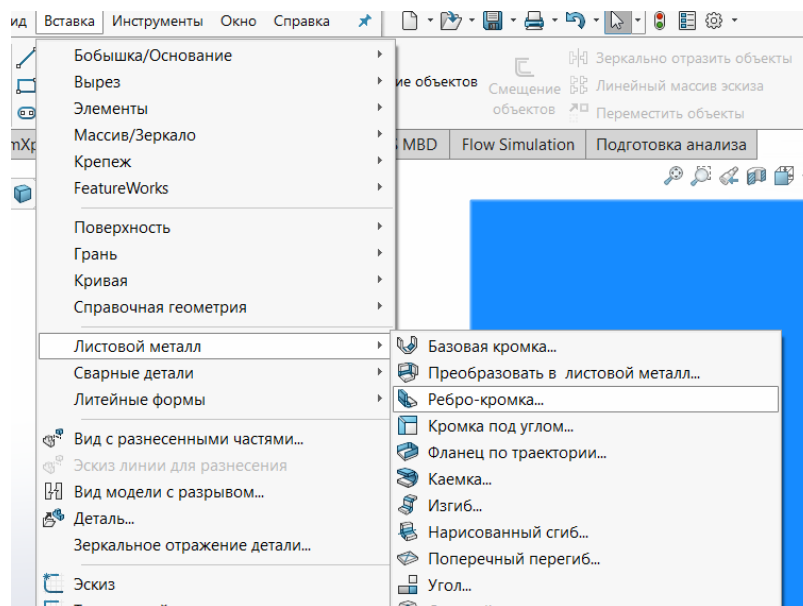 ид Вставка Инструменты Окно Справка
Бобышка/Основание
Вырез
Элементы
Массив/Зеркало
Крепеж
FeatureWorks
Поверхность
Грань
Кривая
Справочная геометрия
Листовой металл
Сварные детали
Литейные формы
Вид с разнесенными частями...
Эскиз линии для разнесения
Вид модели с разрывом...
Деталь...
Зеркальное отражение детали...
Эскиз
ие объектов
Смещение
объектов
Зеркально отразить объекты
Линейный массив эскиза
Переместить объекты
MBD Flow Simulation Подготовка анализа
Базовая кромка...
Преобразовать в листовой металл...
Ребро-кромка...
Кромка под углом...
Фланец по траектории...
Каемка...
Изгиб...
Нарисованный сгиб...
Поперечный перегиб...
Угол...